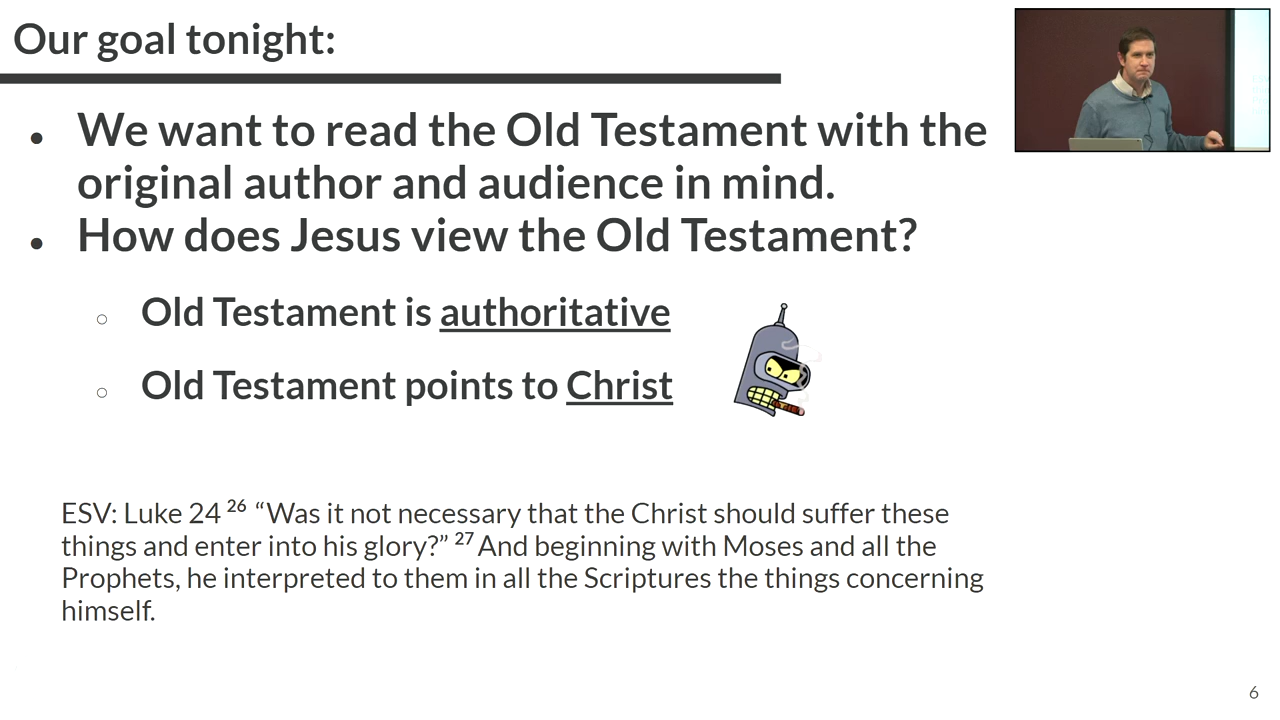 Our goal tonight:
● We want to read the Old Testament with the
original author and audience in mind.
● How does Jesus view the Old Testament?
○ Old Testament is authoritative
○ Old Testament points to Christ
ESV: Luke 24 ²⁶ “Was it not necessary that the Christ should suffer these
things and enter into his glory?” ²⁷ And beginning with Moses and all the
Prophets, he interpreted to them in all the Scriptures the things concerning
himself.
6